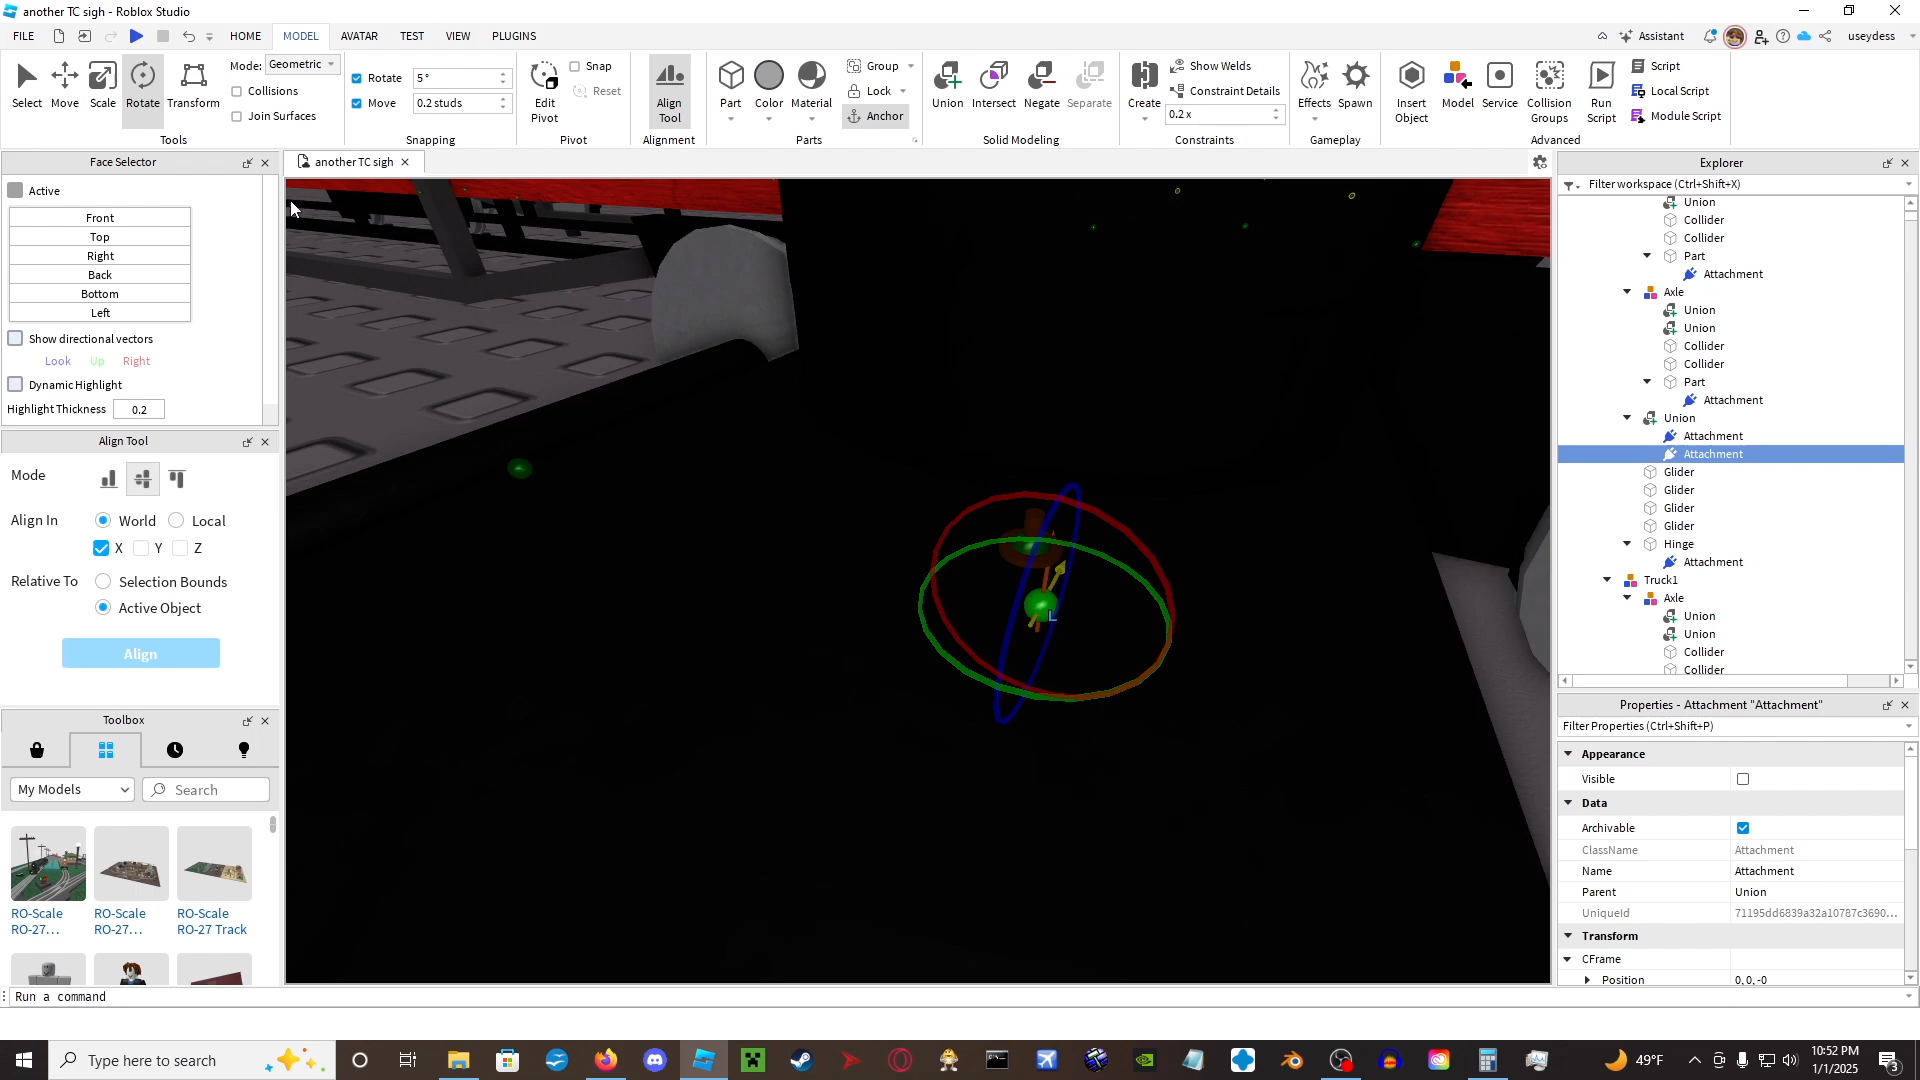 another TC sigh - Roblox Studio
FILE HOME MODEL AVATAR TEST VIEW PLUGINS Assistant useydess
Select Move Scale Rotate Transform
Mode: Geometric
Collisions
Join Surfaces
Tools
Rotate 5 °
Move 0.2 studs
Snapping
Edit Pivot
Snap
Reset
Pivot
Align Tool
Alignment
Part Color Material
Group
Lock
Anchor
Parts
Union Intersect Negate Separate
Solid Modeling
Create
Show Welds
Constraint Details
0.2 x
Constraints
Effects Spawn
Gameplay
Insert Object
Model
Service
Collision Groups
Run Script
Script
Local Script
Module Script
Advanced
Face Selector
Active
Front
Top
Right
Back
Bottom
Left
Show directional vectors
Look Up Right
Dynamic Highlight
Highlight Thickness 0.2
Align Tool
Mode
Align In World Local
X Y Z
Relative To Selection Bounds
Active Object
Align
Toolbox
My Models Search
RO-Scale RO-27...
RO-Scale RO-27...
RO-Scale RO-27 Track
another TC sigh
L
Explorer
Filter workspace (Ctrl+Shift+X)
Union
Collider
Collider
Part
Attachment
Axle
Union
Union
Collider
Collider
Part
Attachment
Union
Attachment
Attachment
Glider
Glider
Glider
Glider
Hinge
Attachment
Truck1
Axle
Union
Union
Collider
Collider
Properties - Attachment "Attachment"
Filter Properties (Ctrl+Shift+P)
Appearance
Visible
Data
Archivable
ClassName Attachment
Name Attachment
Parent Union
UniqueId 71195dd6839a32a10787c3690...
Transform
CFrame
Position 0, 0, -0
Run a command
Type here to search
49°F
10:52 PM
1/1/2025
3